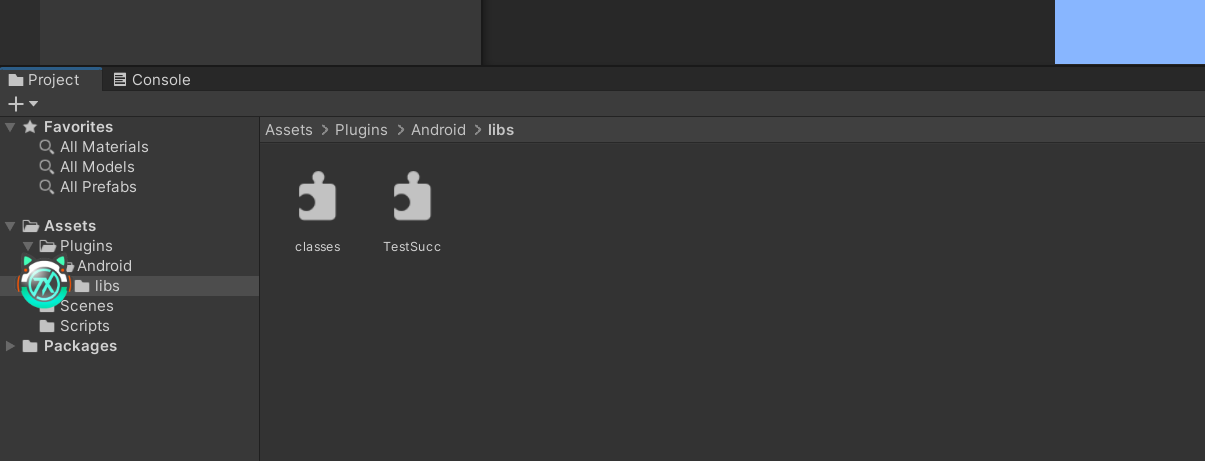 Project
Console
Favorites
All Materials
All Models
All Prefabs
Assets
Plugins
Android
libs
Scenes
Scripts
Packages
Assets > Plugins > Android > libs
classes
TestSucc